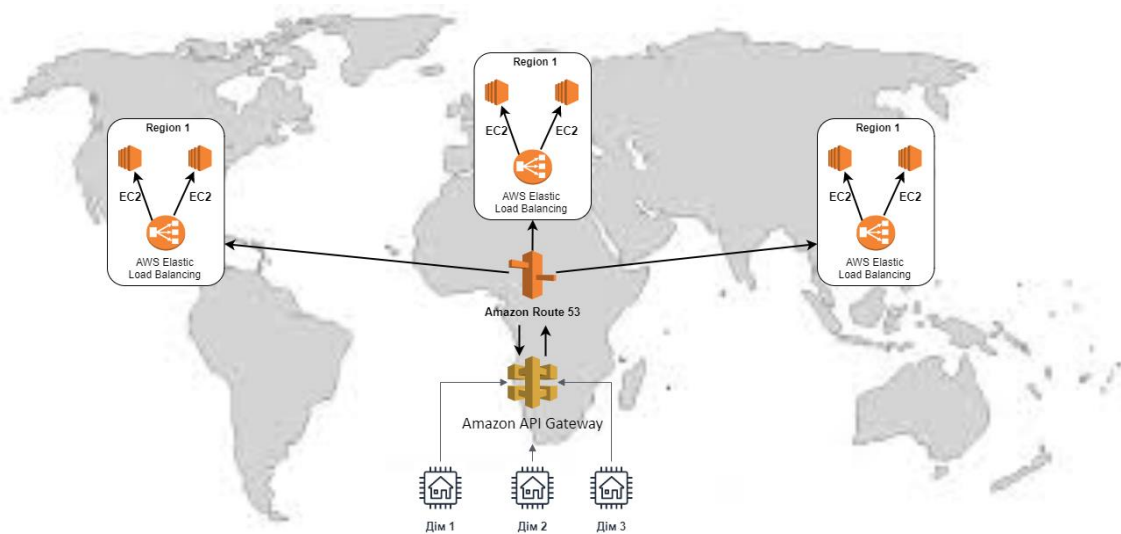 Region 1
EC2
EC2
AWS Elastic
Load Balancing
Region 1
EC2
EC2
AWS Elastic
Load Balancing
Region 1
EC2
EC2
AWS Elastic
Load Balancing
Amazon Route 53
Amazon API Gateway
Дім 1
Дім 2
Дім 3